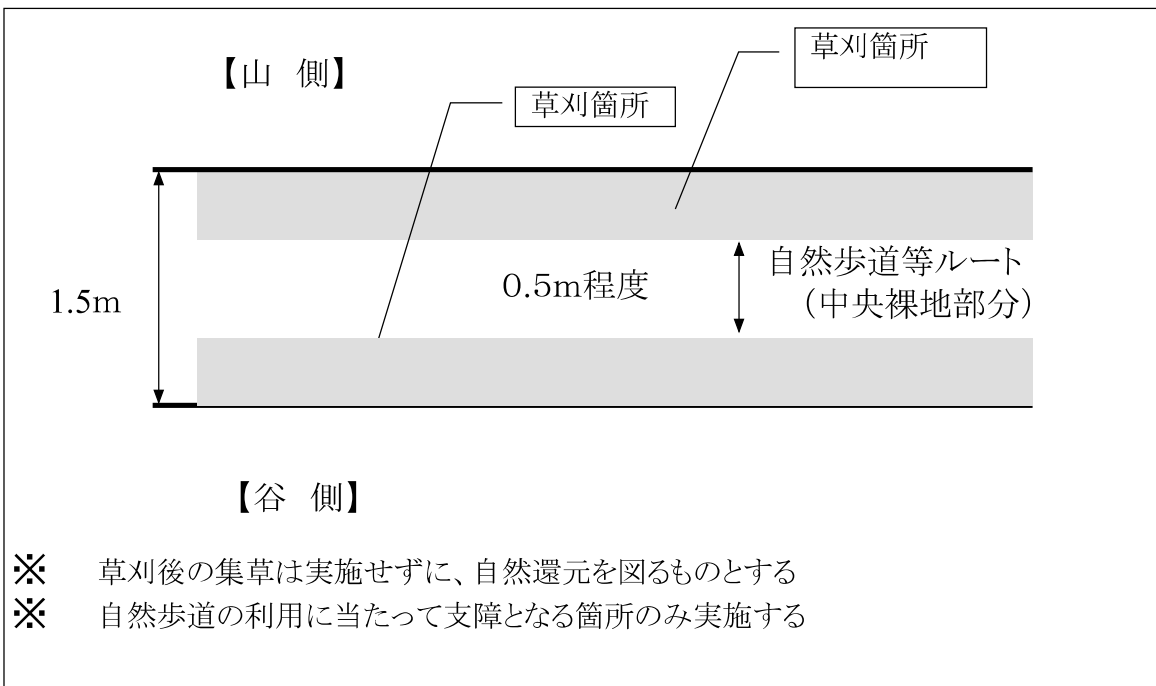 草刈箇所
【山　側】
草刈箇所
自然歩道等ルート
0.5m程度
（中央裸地部分）
1.5m
【谷　側】
※　草刈後の集草は実施せずに、自然還元を図るものとする
※　自然歩道の利用に当たって支障となる箇所のみ実施する